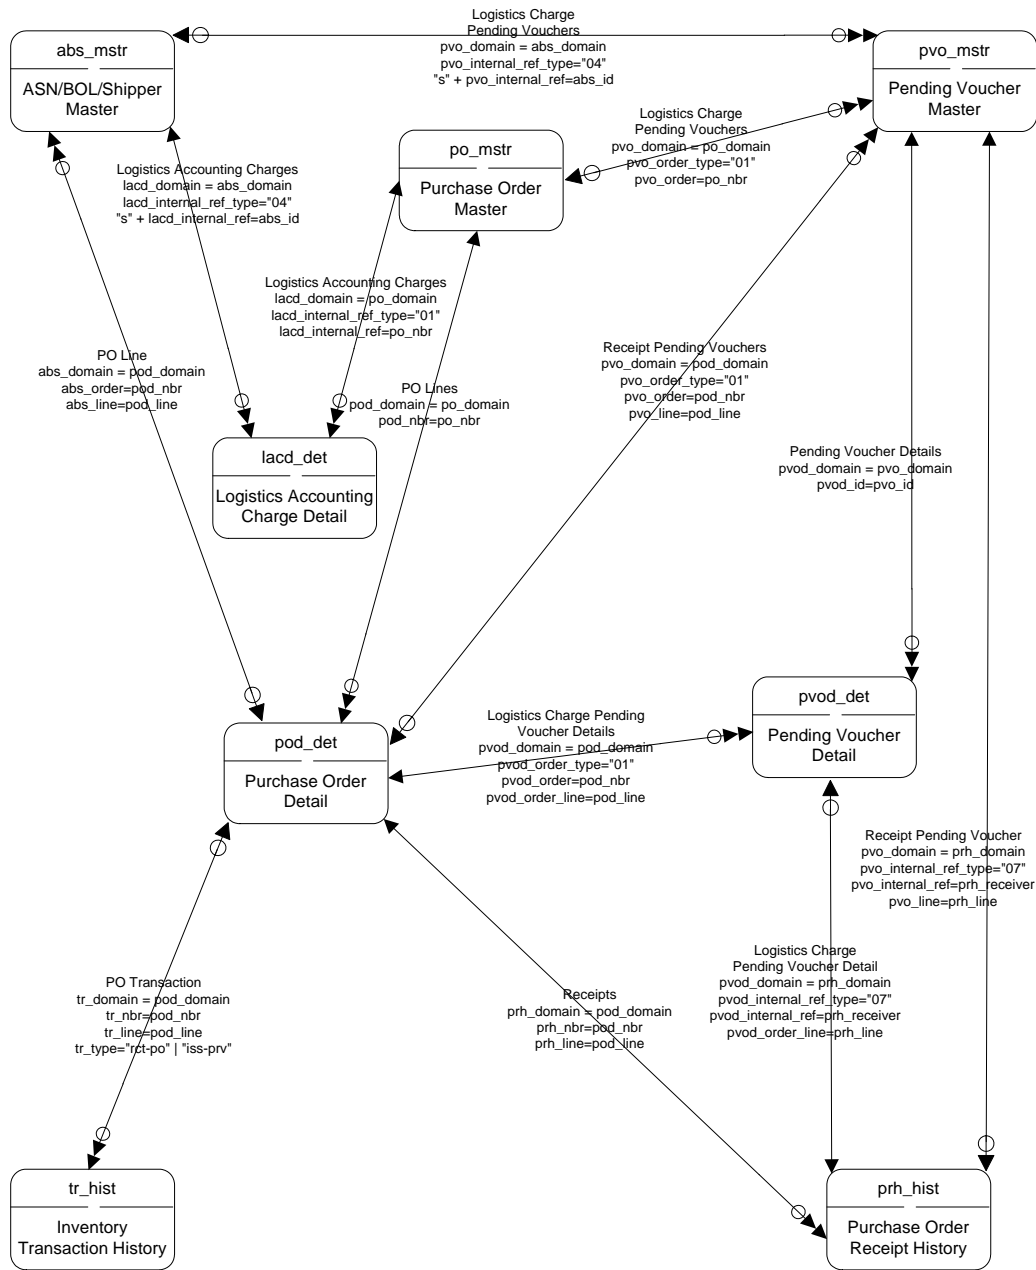 Logistics Charge
Pending Vouchers
pvo_domain = abs_domain
pvo_internal_ref_type="04"
"s" + pvo_internal_ref=abs_id
abs_mstr
ASN/BOL/Shipper
Master
pvo_mstr
Pending Voucher
Master
Logistics Charge
Pending Vouchers
pvo_domain = po_domain
pvo_order_type="01"
pvo_order=po_nbr
po_mstr
Purchase Order
Master
Logistics Accounting Charges
lacd_domain = abs_domain
lacd_internal_ref_type="04"
"s" + lacd_internal_ref=abs_id
Logistics Accounting Charges
lacd_domain = po_domain
lacd_internal_ref_type="01"
lacd_internal_ref=po_nbr
PO Line
abs_domain = pod_domain
abs_order=pod_nbr
abs_line=pod_line
PO Lines
pod_domain = po_domain
pod_nbr=po_nbr
Receipt Pending Vouchers
pvo_domain = pod_domain
pvo_order_type="01"
pvo_order=pod_nbr
pvo_line=pod_line
Pending Voucher Details
pvod_domain = pvo_domain
pvod_id=pvo_id
lacd_det
Logistics Accounting
Charge Detail
pod_det
Purchase Order
Detail
Logistics Charge Pending
Voucher Details
pvod_domain = pod_domain
pvod_order_type="01"
pvod_order=pod_nbr
pvod_order_line=pod_line
pvod_det
Pending Voucher
Detail
Receipt Pending Voucher
pvo_domain = prh_domain
pvo_internal_ref_type="07"
pvo_internal_ref=prh_receiver
pvo_line=prh_line
Logistics Charge
Pending Voucher Detail
pvod_domain = prh_domain
pvod_internal_ref_type="07"
pvod_internal_ref=prh_receiver
pvod_order_line=prh_line
PO Transaction
tr_domain = pod_domain
tr_nbr=pod_nbr
tr_line=pod_line
tr_type="rct-po" | "iss-prv"
Receipts
prh_domain = pod_domain
prh_nbr=pod_nbr
prh_line=pod_line
tr_hist
Inventory
Transaction History
prh_hist
Purchase Order
Receipt History